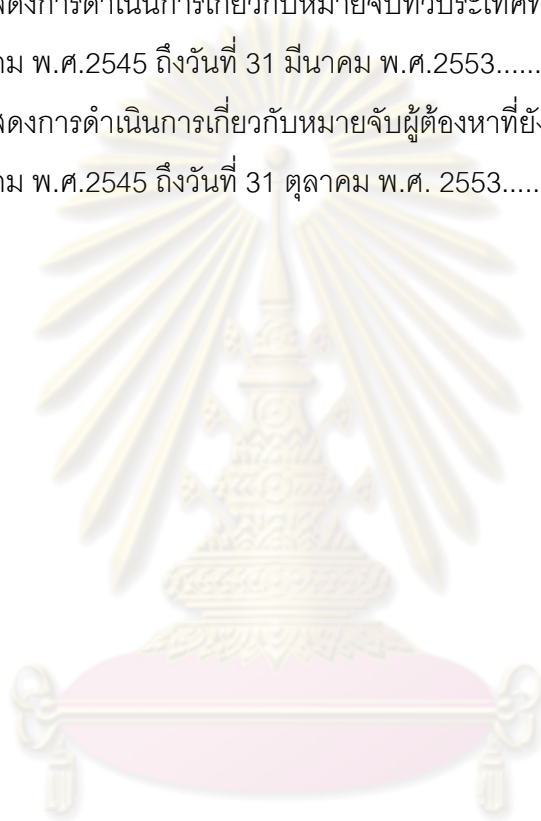 สดงการดำเนินการเกี่ยวกับหมายจับทั่วประเทศ
คม พ.ศ.2545 ถึงวันที่ 31 มีนาคม พ.ศ.2553......
สดงการดำเนินการเกี่ยวกับหมายจับผู้ต้องหาที่ยัง
คม พ.ศ.2545 ถึงวันที่ 31 ตุลาคม พ.ศ. 2553.....